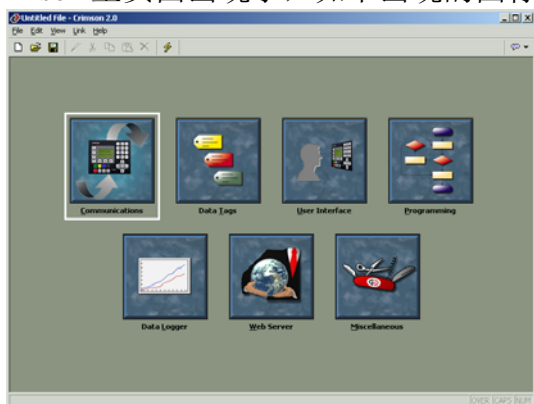 Untitled File - Crimson 2.0
File Edit View Link Help
Communications Data Tags User Interface Programming
Data Logger Web Server Miscellaneous
OVER CAPS NUM